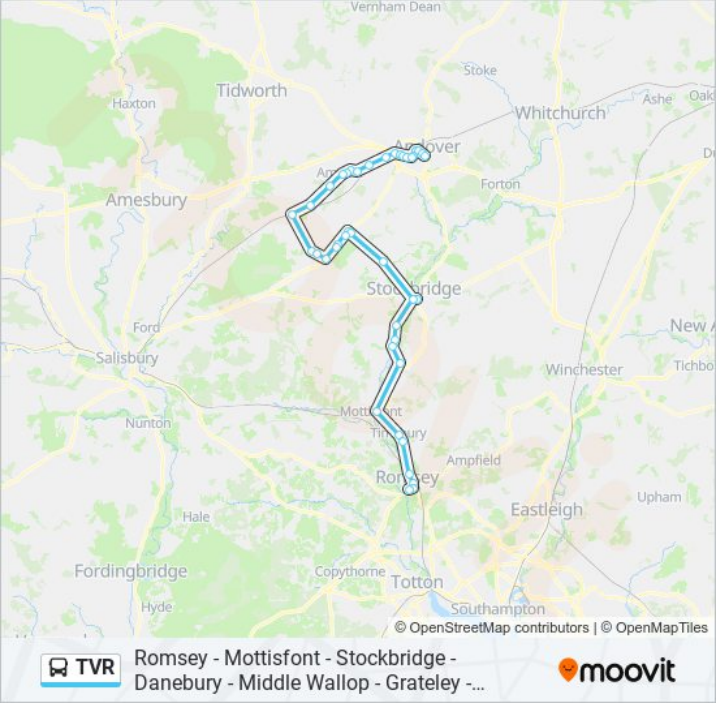 Vernham Dean
Stoke
Tidworth
Ashe
Haxton
Whitchurch
Andover
Amesbury
Forton
Stockbridge
Ford
Salisbury
Winchester
Mottisfont
Nunton
Timsbury
Ampfield
Romsey
Upham
Hale
Eastleigh
Fordingbridge
Copythorne
Totton
Hyde
Southampton
© OpenStreetMap contributors | © OpenMapTiles
TVR
Romsey - Mottisfont - Stockbridge -
Danebury - Middle Wallop - Grateley -...
moovit